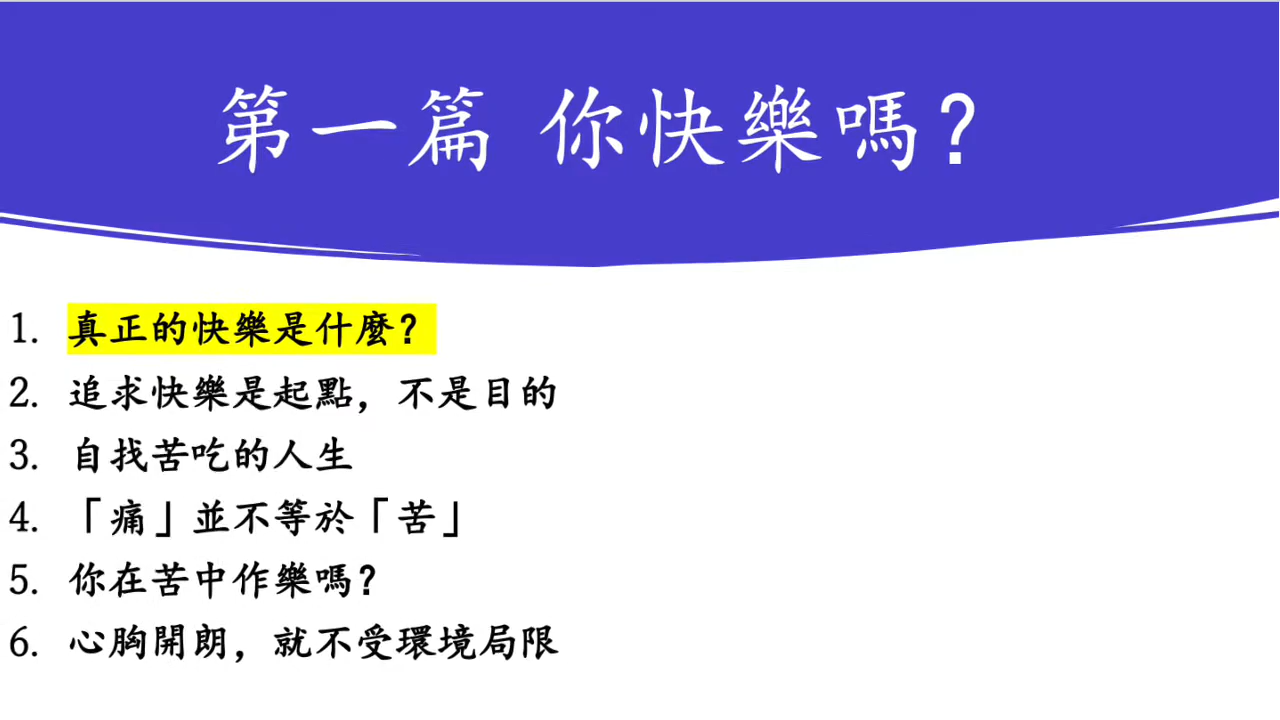 第一篇 你快樂嗎？
1. 真正的快樂是什麼？
2. 追求快樂是起點，不是目的
3. 自找苦吃的人生
4. 「痛」並不等於「苦」
5. 你在苦中作樂嗎？
6. 心胸開朗，就不受環境局限